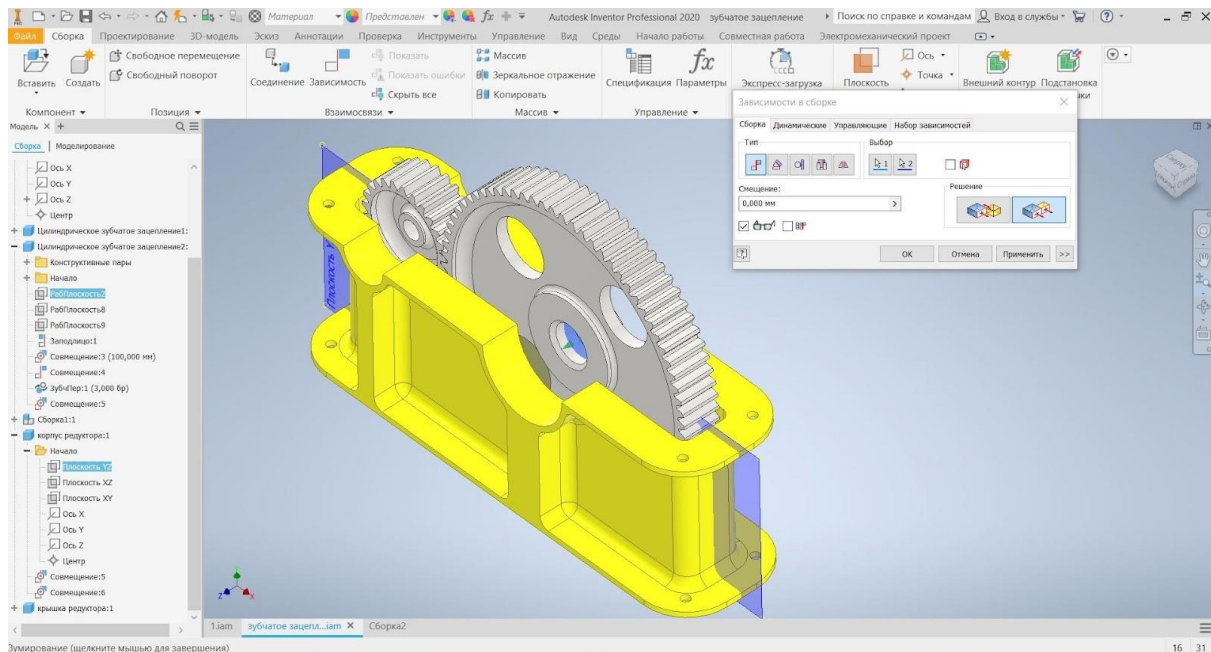 Материал
Представлен
Autodesk Inventor Professional 2020 зубчатое зацепление
Поиск по справке и командам
Вход в службы
Файл Сборка Проектирование 3D-модель Эскиз Аннотации Проверка Инструменты Управление Вид Среды Начало работы Совместная работа Электромеханический проект
Вставить Создать
Свободное перемещение
Свободный поворот
Соединение Зависимость
Показать
Показать ошибки
Скрыть все
Массив
Зеркальное отражение
Копировать
Спецификация Параметры
Экспресс-загрузка
Плоскость
Ось
Точка
Внешний контур Подстановка
Компонент Позиция Взаимосвязи Массив Управление
Модель
Сборка Моделирование
Ось X
Ось Y
Ось Z
Центр
Цилиндрическое зубчатое зацепление1:
Цилиндрическое зубчатое зацепление2:
Конструктивные пары
Начало
РабПлоскость2
РабПлоскость8
РабПлоскость9
Заподлицо:1
Совмещение:3 (100,000 мм)
Совмещение:4
ЗубчПер:1 (3,000 бр)
Совмещение:5
Сборка1:1
корпус редуктора:1
Начало
Плоскость YZ
Плоскость XZ
Плоскость XY
Ось X
Ось Y
Ось Z
Центр
Совмещение:5
Совмещение:6
крышка редуктора:1
Зависимости в сборке
Сборка Динамические Управляющие Набор зависимостей
Тип
Выбор
1
2
Смещение:
0,000 мм
Решение
OK Отмена Применить >>
Плоскость Y
y
z
x
1.iam зубчатое зацепл...iam Сборка2
Зумирование (щелкните мышью для завершения)
16 31